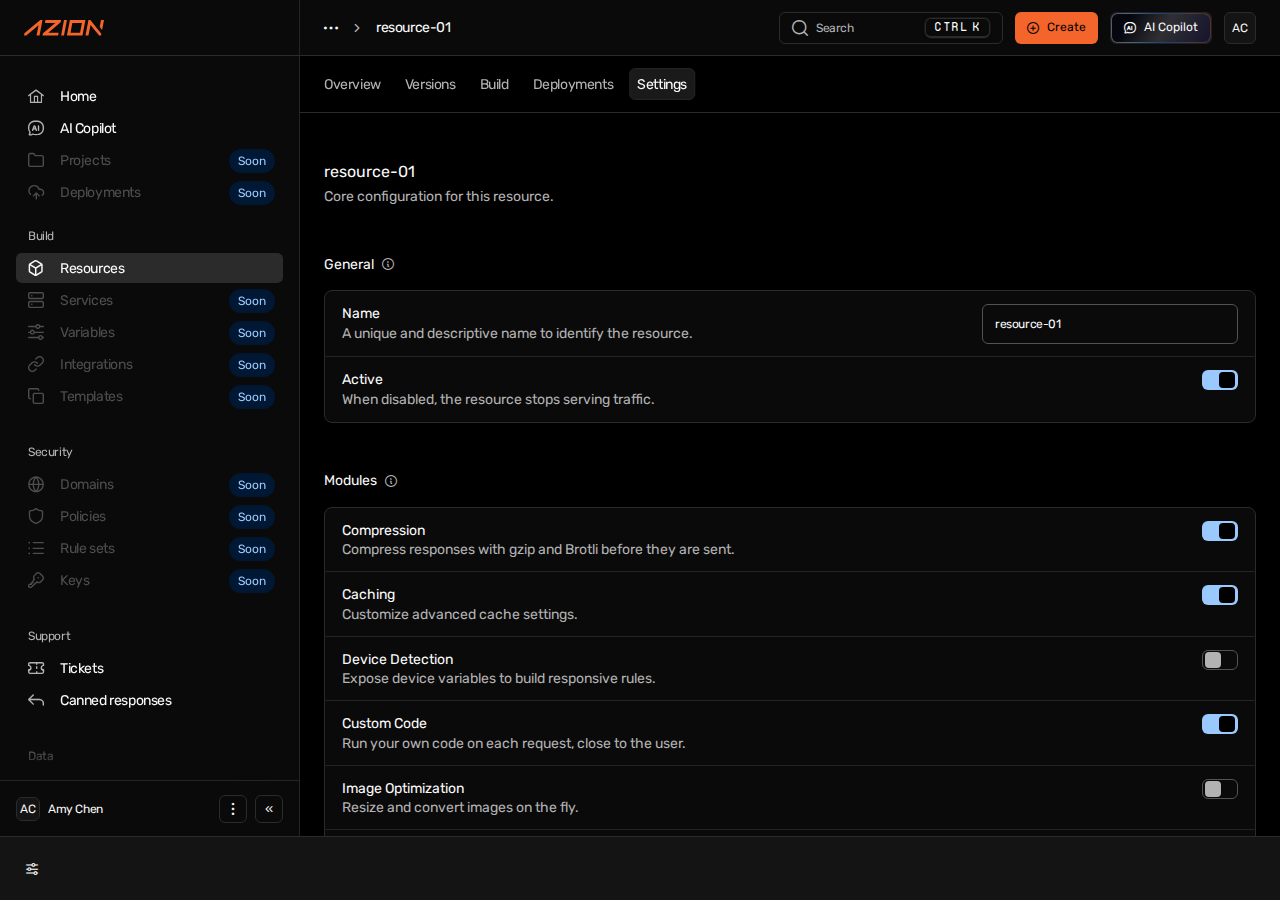 AZION
resource-01
Search
CTRL K
Create
AI Copilot
AC
Overview
Versions
Build
Deployments
Settings
Home
AI Copilot
Projects
Soon
Deployments
Soon
Build
Resources
Services
Soon
Variables
Soon
Integrations
Soon
Templates
Soon
Security
Domains
Soon
Policies
Soon
Rule sets
Soon
Keys
Soon
Support
Tickets
Canned responses
Data
AC
Amy Chen
resource-01
Core configuration for this resource.
General
Name
A unique and descriptive name to identify the resource.
resource-01
Active
When disabled, the resource stops serving traffic.
Modules
Compression
Compress responses with gzip and Brotli before they are sent.
Caching
Customize advanced cache settings.
Device Detection
Expose device variables to build responsive rules.
Custom Code
Run your own code on each request, close to the user.
Image Optimization
Resize and convert images on the fly.